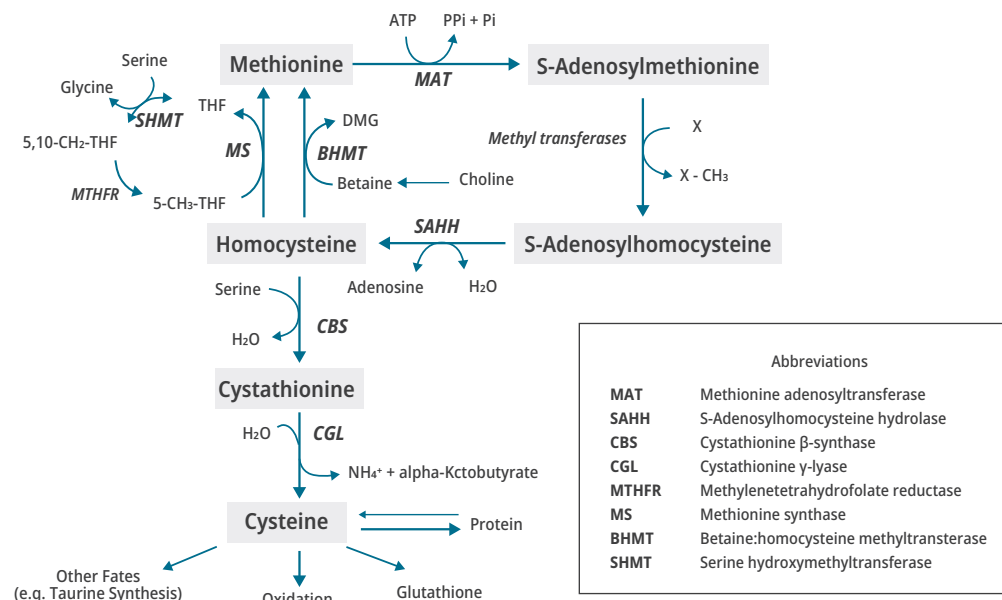 ATP
PPi + Pi
Methionine
MAT
S-Adenosylmethionine
Serine
Glycine
SHMT
THF
5,10-CH₂-THF
MS
DMG
BHMT
MTHFR
Betaine
Choline
5-CH₃-THF
Methyl transferases
X
X - CH₃
Homocysteine
SAHH
S-Adenosylhomocysteine
Adenosine
H₂O
Serine
H₂O
CBS
Cystathionine
H₂O
CGL
NH₄⁺ + alpha-Kctobutyrate
Cysteine
Protein
Other Fates
(e.g. Taurine Synthesis)
Oxidation
Glutathione
Abbreviations
MAT Methionine adenosyltransferase
SAHH S-Adenosylhomocysteine hydrolase
CBS Cystathionine β-synthase
CGL Cystathionine γ-lyase
MTHFR Methylenetetrahydrofolate reductase
MS Methionine synthase
BHMT Betaine:homocysteine methyltransterase
SHMT Serine hydroxymethyltransferase